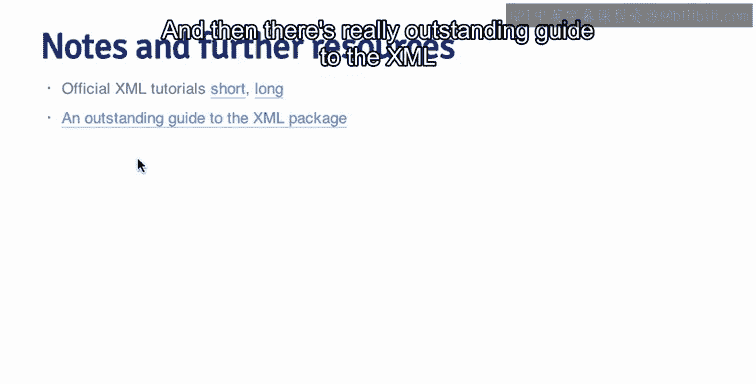 And then there's really outstanding guide
to the XML
Notes and further resources
· Official XML tutorials short, long
· An outstanding guide to the XML package